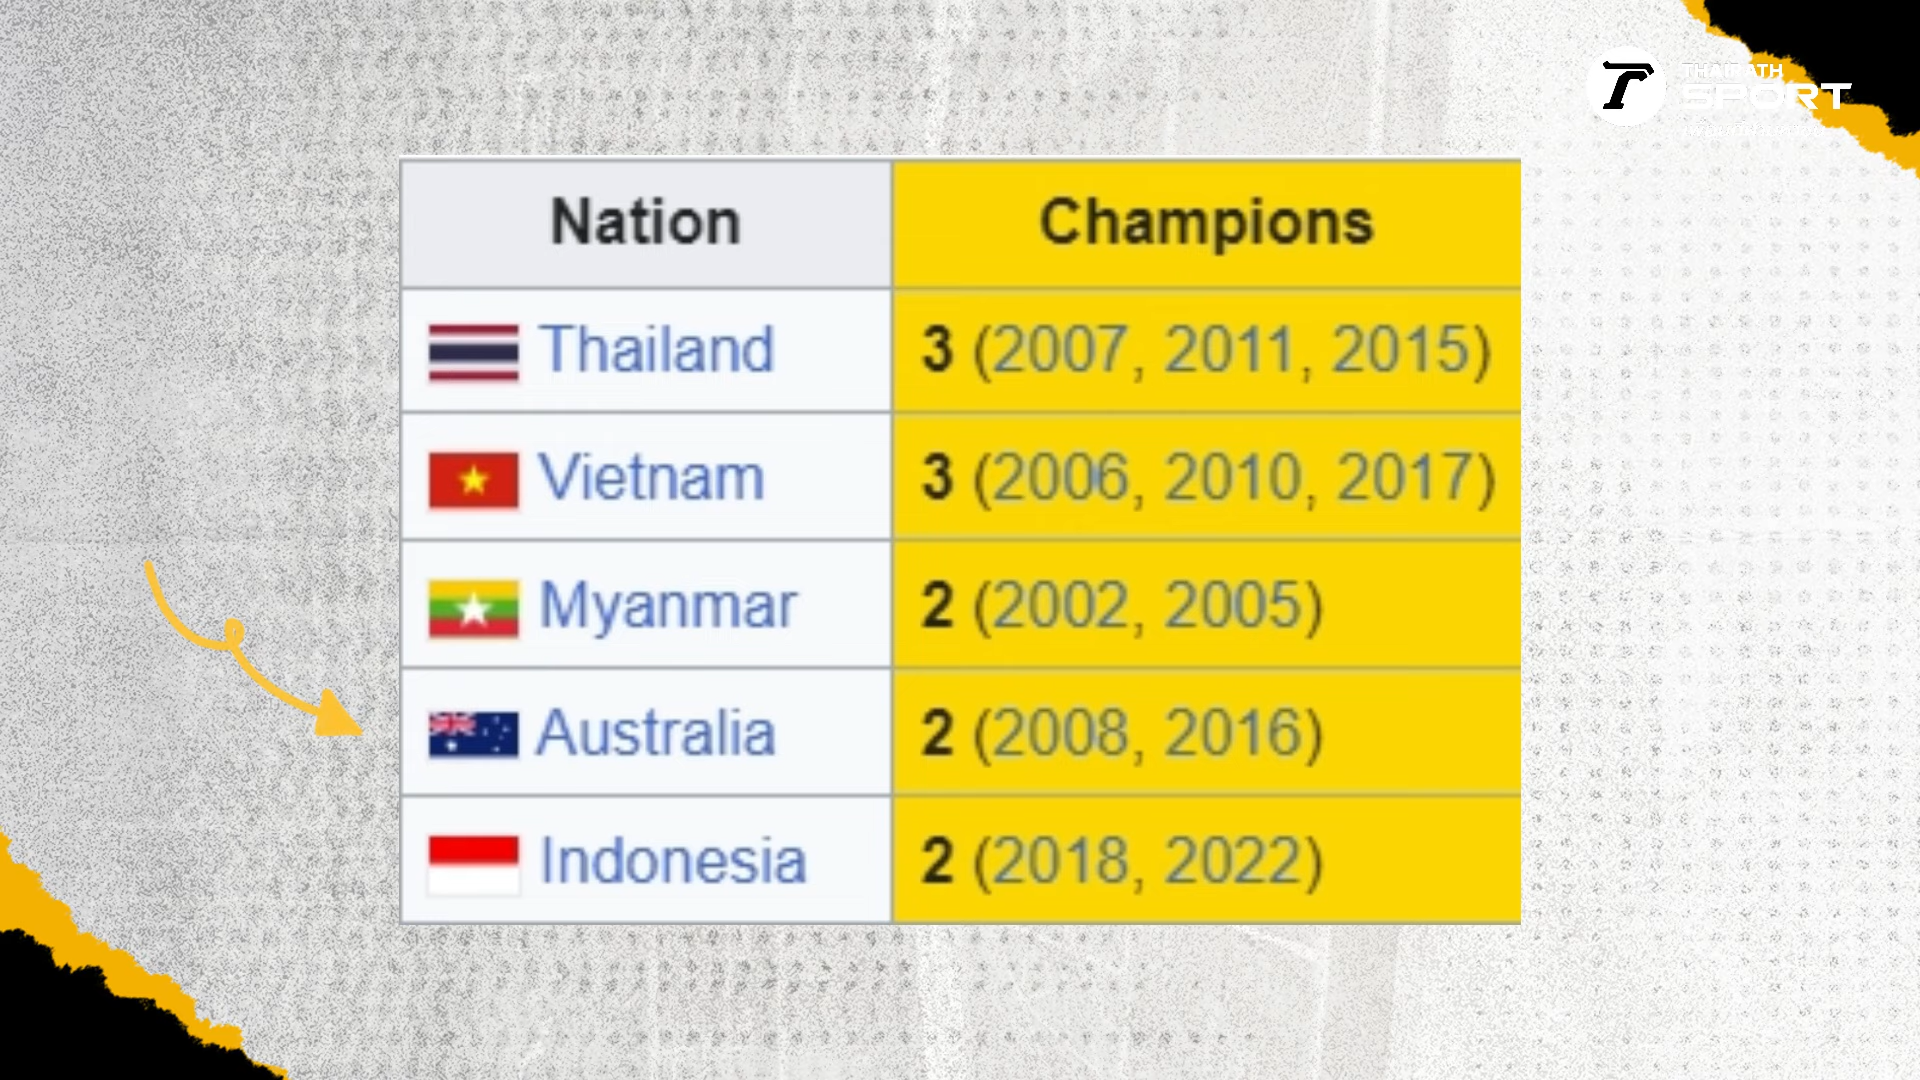 THAIRATH
SPORT
Nation Champions
Thailand 3 (2007, 2011, 2015)
Vietnam 3 (2006, 2010, 2017)
Myanmar 2 (2002, 2005)
Australia 2 (2008, 2016)
Indonesia 2 (2018, 2022)